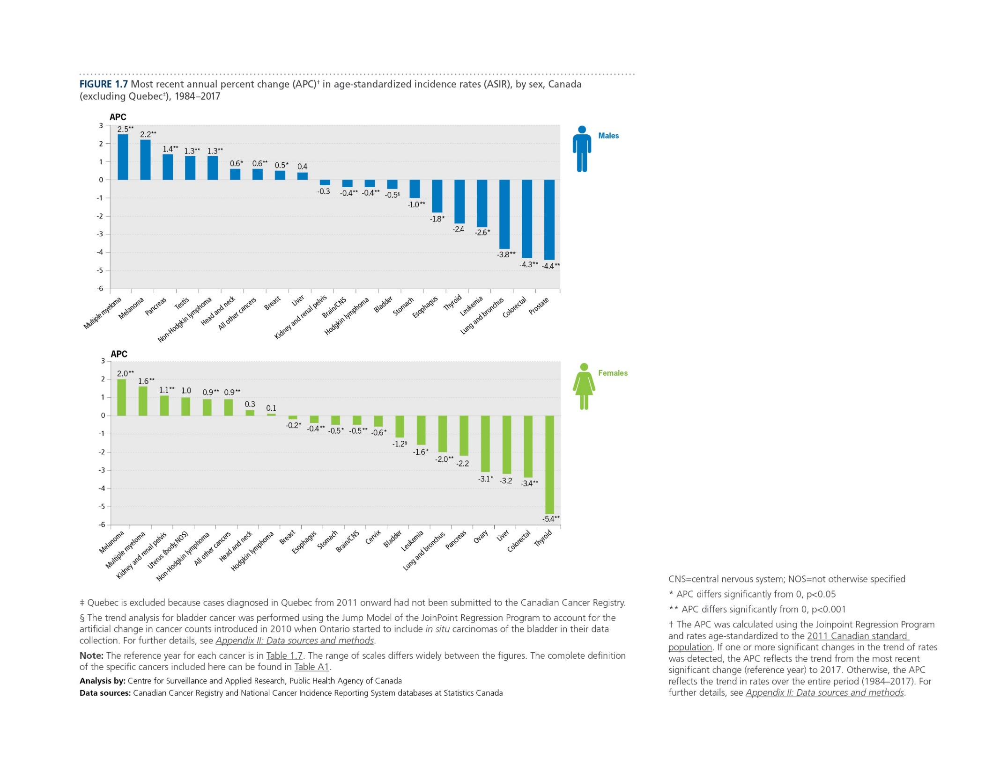 FIGURE 1.7 Most recent annual percent change (APC)† in age-standardized incidence rates (ASIR), by sex, Canada
(excluding Quebec‡), 1984–2017
APC
3
2
1
0
-1
-2
-3
-4
-5
-6
2.5**
2.2**
1.4**
1.3**
1.3**
0.6*
0.6**
0.5*
0.4
-0.3
-0.4**
-0.4**
-0.5§
-1.0**
-1.8*
-2.4
-2.6*
-3.8**
-4.3**
-4.4**
Multiple myeloma
Melanoma
Pancreas
Testis
Non-Hodgkin lymphoma
Head and neck
All other cancers
Breast
Liver
Kidney and renal pelvis
Brain/CNS
Hodgkin lymphoma
Bladder
Stomach
Esophagus
Thyroid
Leukemia
Lung and bronchus
Colorectal
Prostate
Males
APC
3
2
1
0
-1
-2
-3
-4
-5
-6
2.0**
1.6**
1.1**
1.0
0.9**
0.9**
0.3
0.1
-0.2*
-0.4**
-0.5*
-0.5**
-0.6*
-1.2§
-1.6*
-2.0**
-2.2
-3.1*
-3.2
-3.4**
-5.4**
Melanoma
Multiple myeloma
Kidney and renal pelvis
Uterus (body,NOS)
Non-Hodgkin lymphoma
All other cancers
Head and neck
Hodgkin lymphoma
Breast
Esophagus
Stomach
Brain/CNS
Cervix
Bladder
Leukemia
Lung and bronchus
Pancreas
Ovary
Liver
Colorectal
Thyroid
Females
‡ Quebec is excluded because cases diagnosed in Quebec from 2011 onward had not been submitted to the Canadian Cancer Registry.
§ The trend analysis for bladder cancer was performed using the Jump Model of the JoinPoint Regression Program to account for the
artificial change in cancer counts introduced in 2010 when Ontario started to include in situ carcinomas of the bladder in their data
collection. For further details, see Appendix II: Data sources and methods.
Note: The reference year for each cancer is in Table 1.7. The range of scales differs widely between the figures. The complete definition
of the specific cancers included here can be found in Table A1.
Analysis by: Centre for Surveillance and Applied Research, Public Health Agency of Canada
Data sources: Canadian Cancer Registry and National Cancer Incidence Reporting System databases at Statistics Canada
CNS=central nervous system; NOS=not otherwise specified
* APC differs significantly from 0, p<0.05
** APC differs significantly from 0, p<0.001
† The APC was calculated using the Joinpoint Regression Program
and rates age-standardized to the 2011 Canadian standard
population. If one or more significant changes in the trend of rates
was detected, the APC reflects the trend from the most recent
significant change (reference year) to 2017. Otherwise, the APC
reflects the trend in rates over the entire period (1984–2017). For
further details, see Appendix II: Data sources and methods.